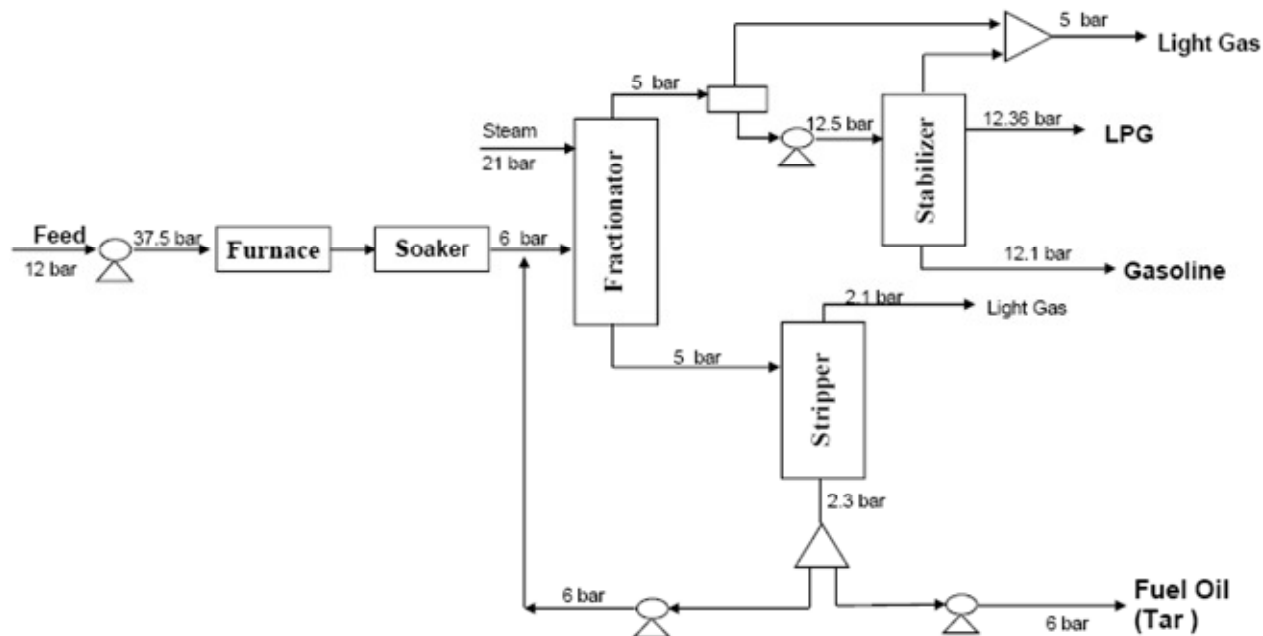 5 bar
Light Gas
5 bar
12.5 bar
12.36 bar
LPG
Steam
21 bar
Fractionator
Stabilizer
Feed
12 bar
37.5 bar
Furnace
Soaker
6 bar
12.1 bar
Gasoline
2.1 bar
Light Gas
5 bar
Stripper
2.3 bar
6 bar
6 bar
Fuel Oil
(Tar )